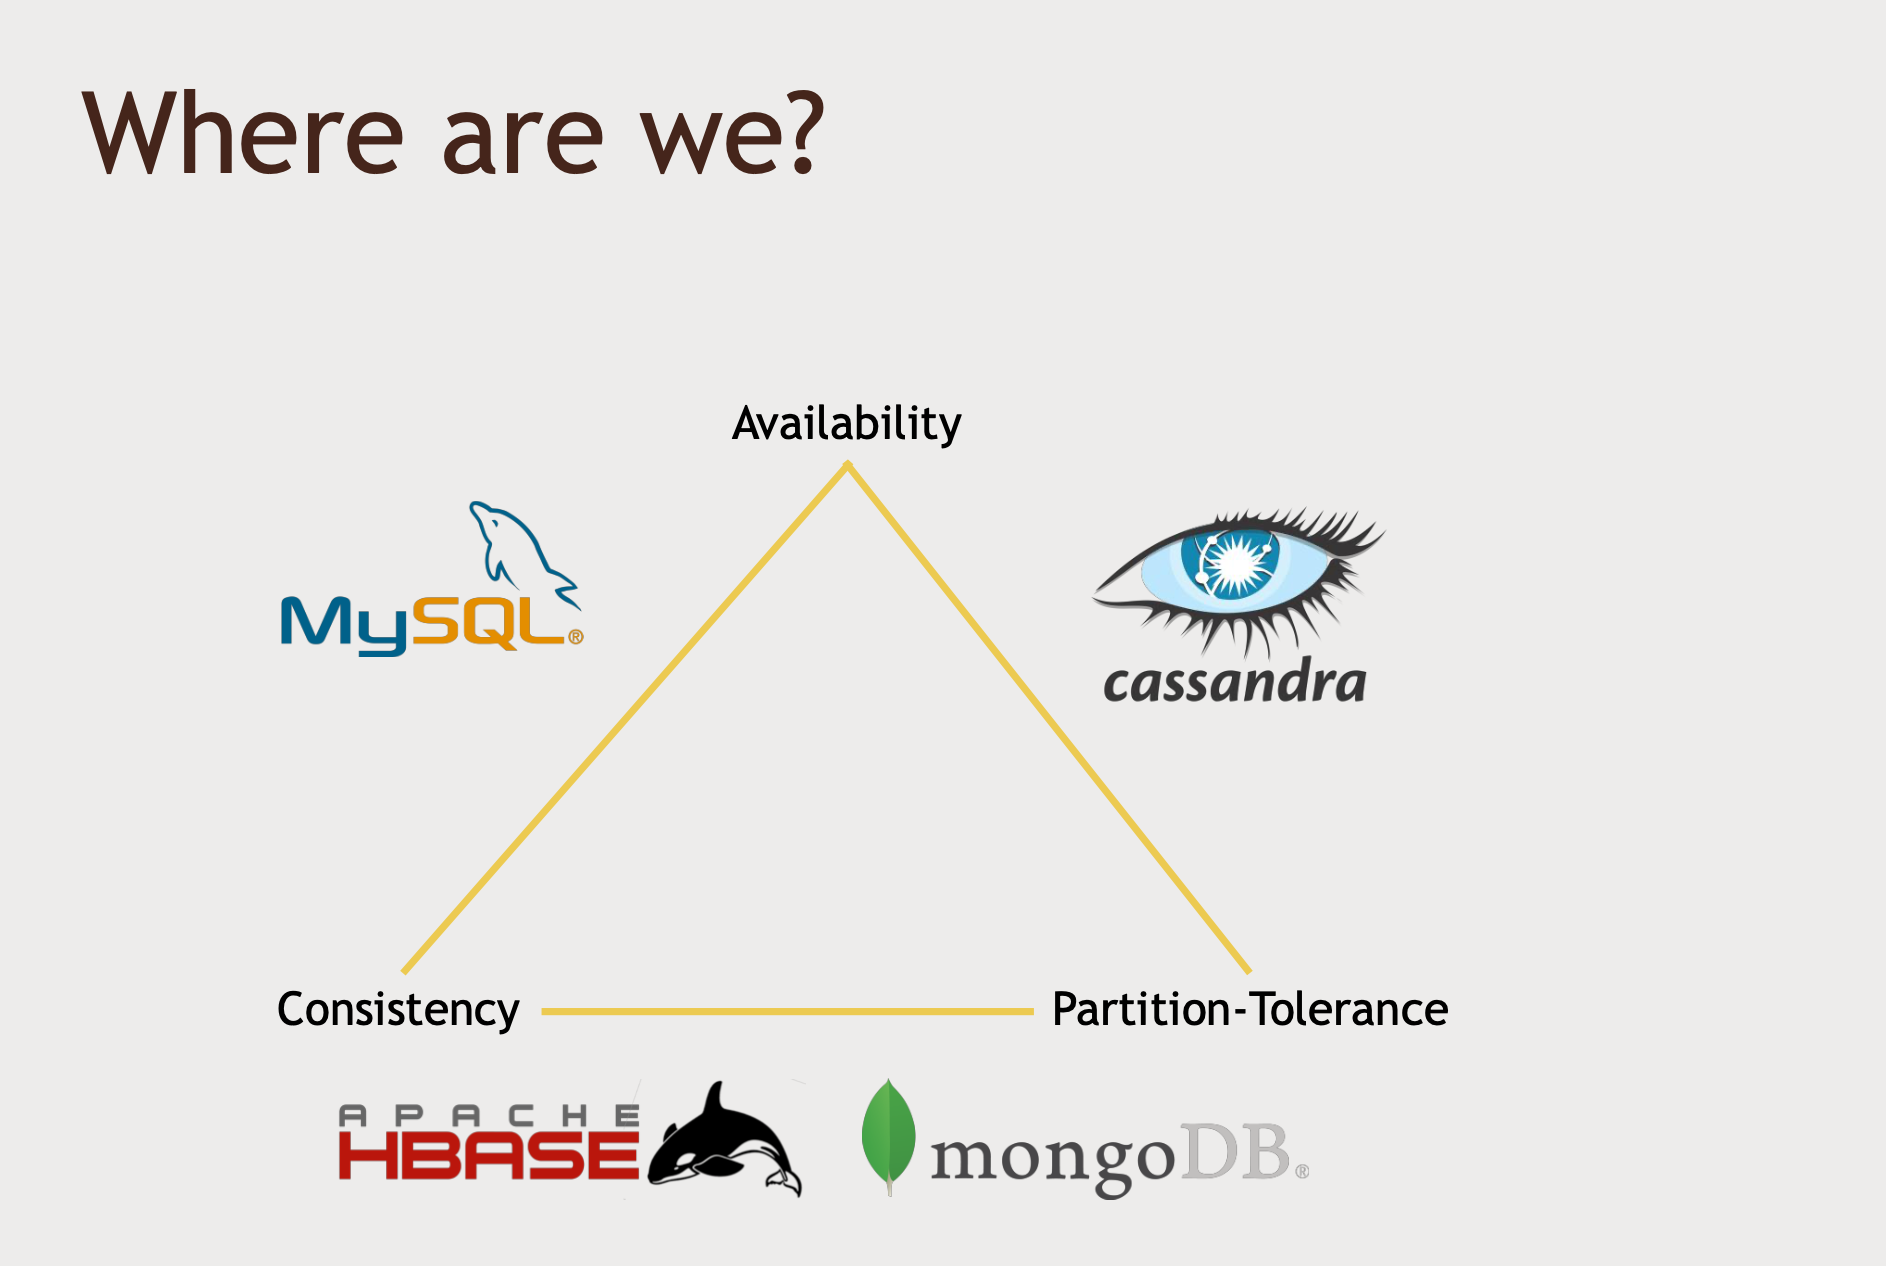 Where are we?
Availability
MySQL®
cassandra
Consistency
Partition-Tolerance
APACHE
HBASE
mongoDB®